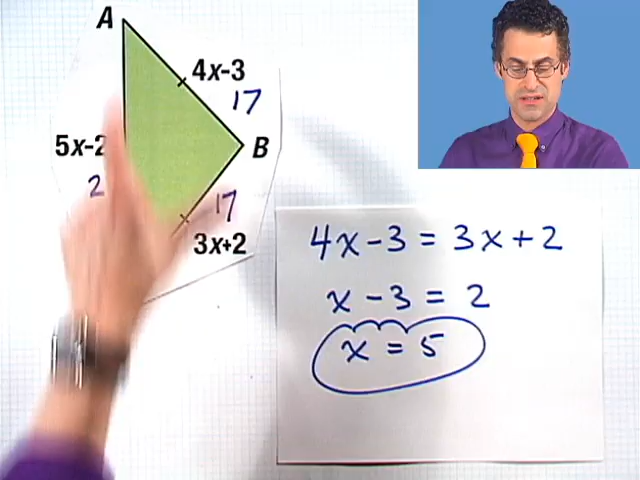 A
4x-3
17
5x-2
2
B
17
3x+2
4x - 3 = 3x + 2
x - 3 = 2
x = 5